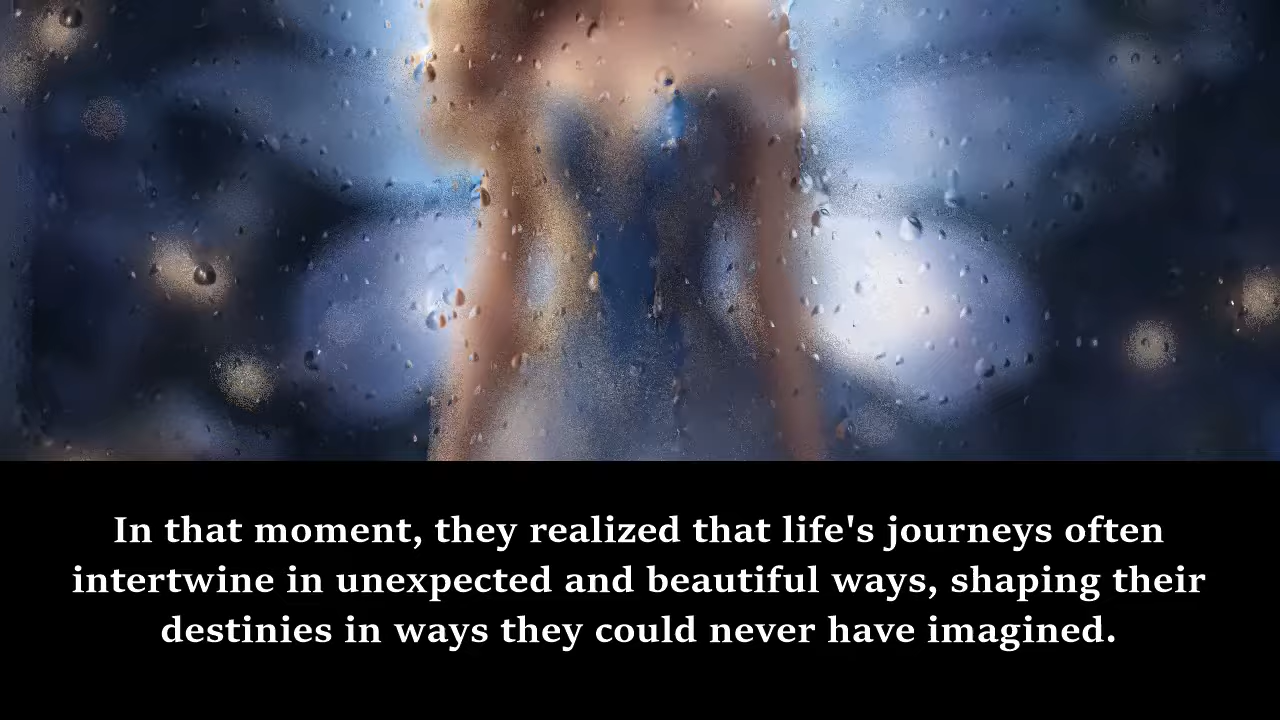 In that moment, they realized that life's journeys often
intertwine in unexpected and beautiful ways, shaping their
destinies in ways they could never have imagined.